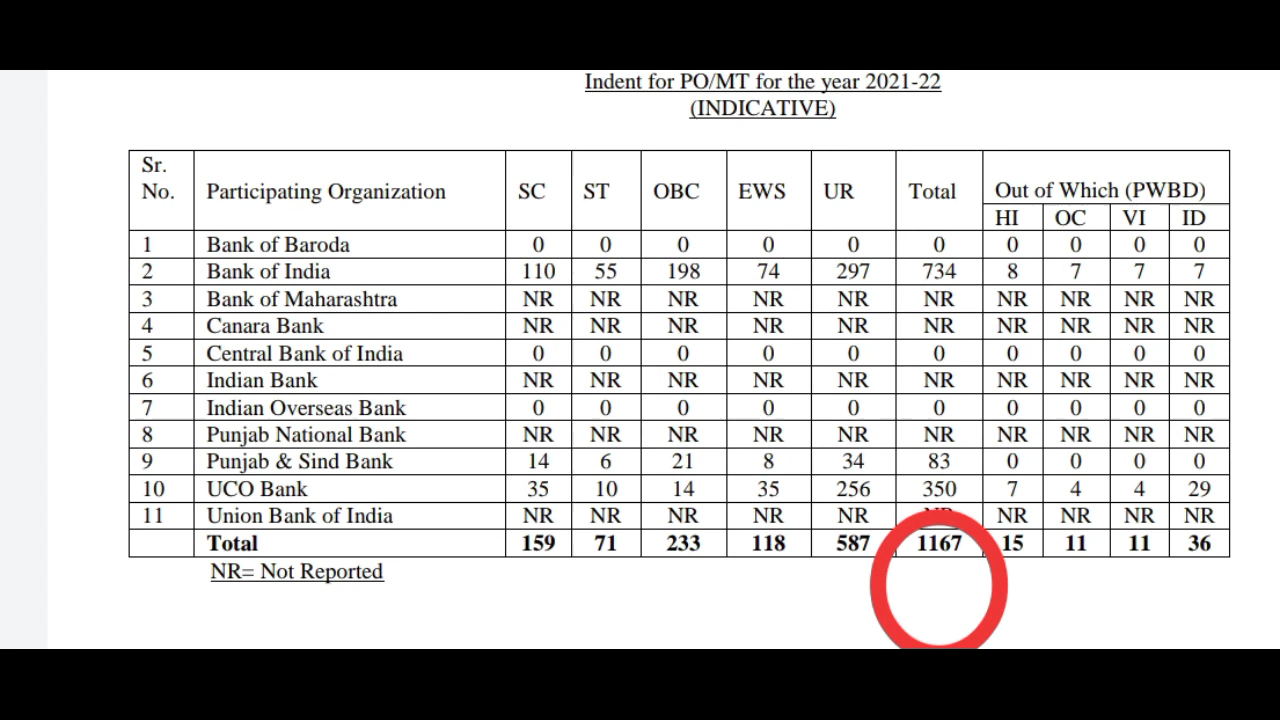 Indent for PO/MT for the year 2021-22
(INDICATIVE)
Sr. No. Participating Organization SC ST OBC EWS UR Total Out of Which (PWBD)
HI OC VI ID
1 Bank of Baroda 0 0 0 0 0 0 0 0 0 0
2 Bank of India 110 55 198 74 297 734 8 7 7 7
3 Bank of Maharashtra NR NR NR NR NR NR NR NR NR NR
4 Canara Bank NR NR NR NR NR NR NR NR NR NR
5 Central Bank of India 0 0 0 0 0 0 0 0 0 0
6 Indian Bank NR NR NR NR NR NR NR NR NR NR
7 Indian Overseas Bank 0 0 0 0 0 0 0 0 0 0
8 Punjab National Bank NR NR NR NR NR NR NR NR NR NR
9 Punjab & Sind Bank 14 6 21 8 34 83 0 0 0 0
10 UCO Bank 35 10 14 35 256 350 7 4 4 29
11 Union Bank of India NR NR NR NR NR NR NR NR NR NR
Total 159 71 233 118 587 1167 15 11 11 36
NR= Not Reported